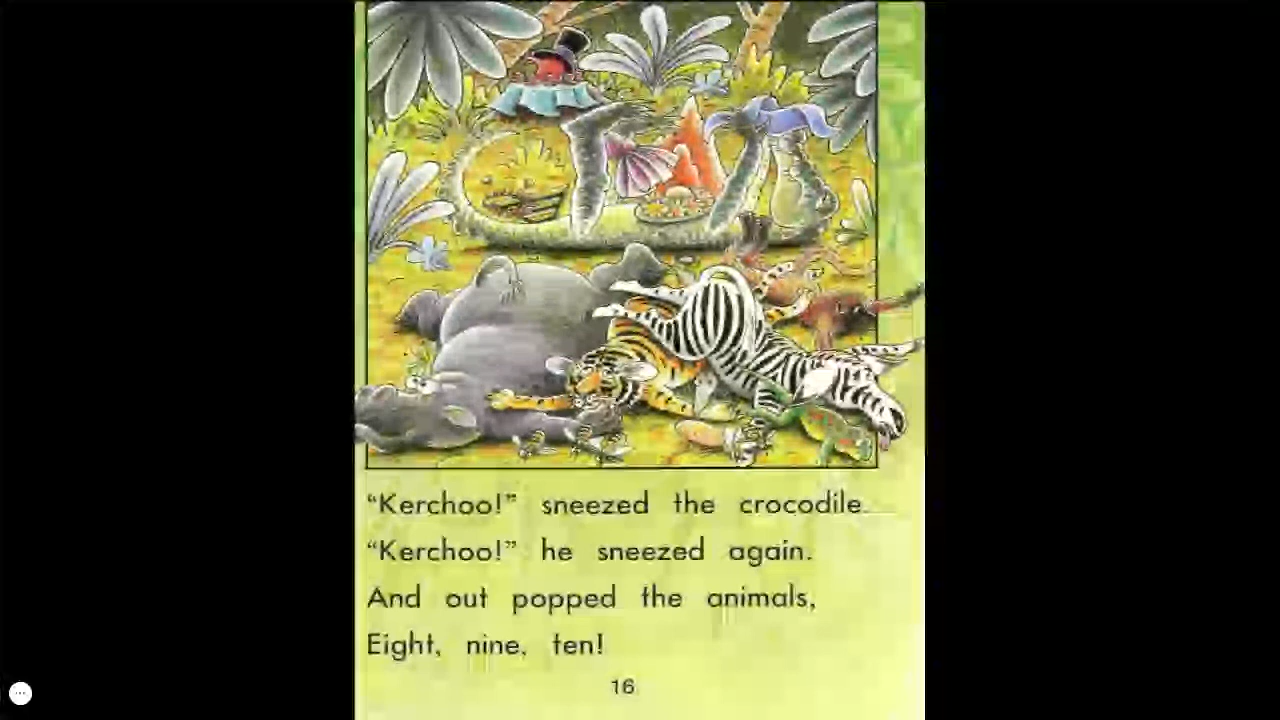 “Kerchoo!” sneezed the crocodile.
“Kerchoo!” he sneezed again.
And out popped the animals,
Eight, nine, ten!
16